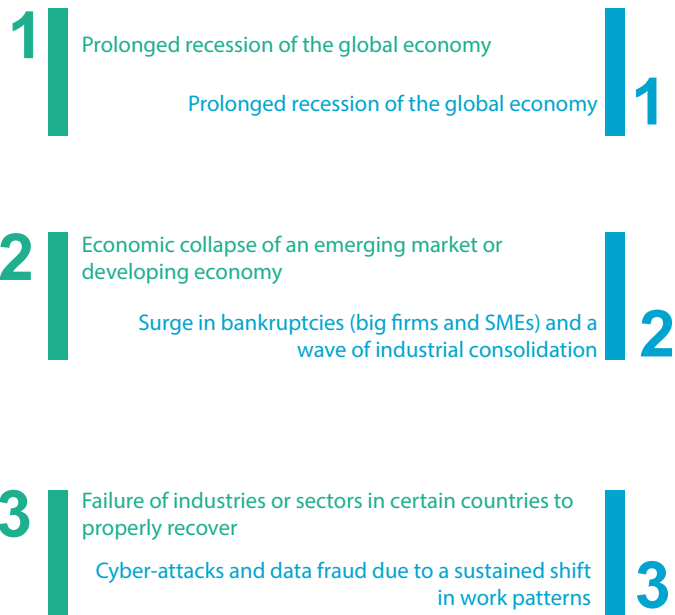 1
Prolonged recession of the global economy
Prolonged recession of the global economy
1
2
Economic collapse of an emerging market or
developing economy
Surge in bankruptcies (big firms and SMEs) and a
wave of industrial consolidation
2
3
Failure of industries or sectors in certain countries to
properly recover
Cyber-attacks and data fraud due to a sustained shift
in work patterns
3